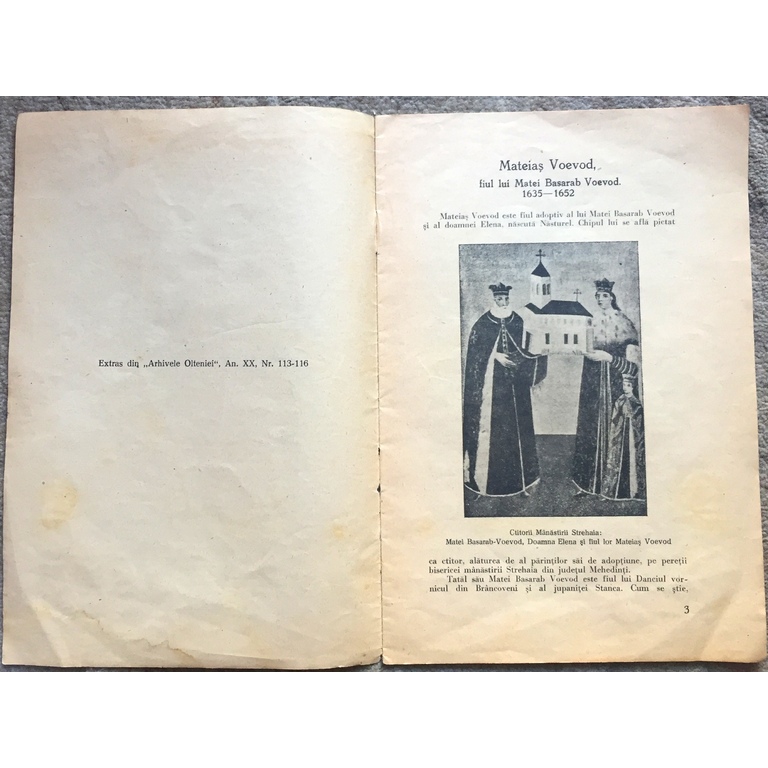 Extras din „Arhivele Olteniei“, An. XX, Nr. 113-116
Mateiaș Voevod,
fiul lui Matei Basarab Voevod.
1635—1652
Mateiaș Voevod este fiul adoptiv al lui Matei Basarab Voevod
și al doamnei Elena, născută Năsturel. Chipul lui se află pictat
Ctitorii Mânăstirii Strehaia:
Matei Basarab-Voevod, Doamna Elena și fiul lor Mateiaș Voevod
ca ctitor, alăturea de al părinților săi de adopțiune, pe pereții
bisericei mânăstirii Strehaia din județul Mehedinți.
Tatăl său Matei Basarab Voevod este fiul lui Danciul vor-
nicul din Brâncoveni și al jupaniței Stanca. Cum se știe,
3